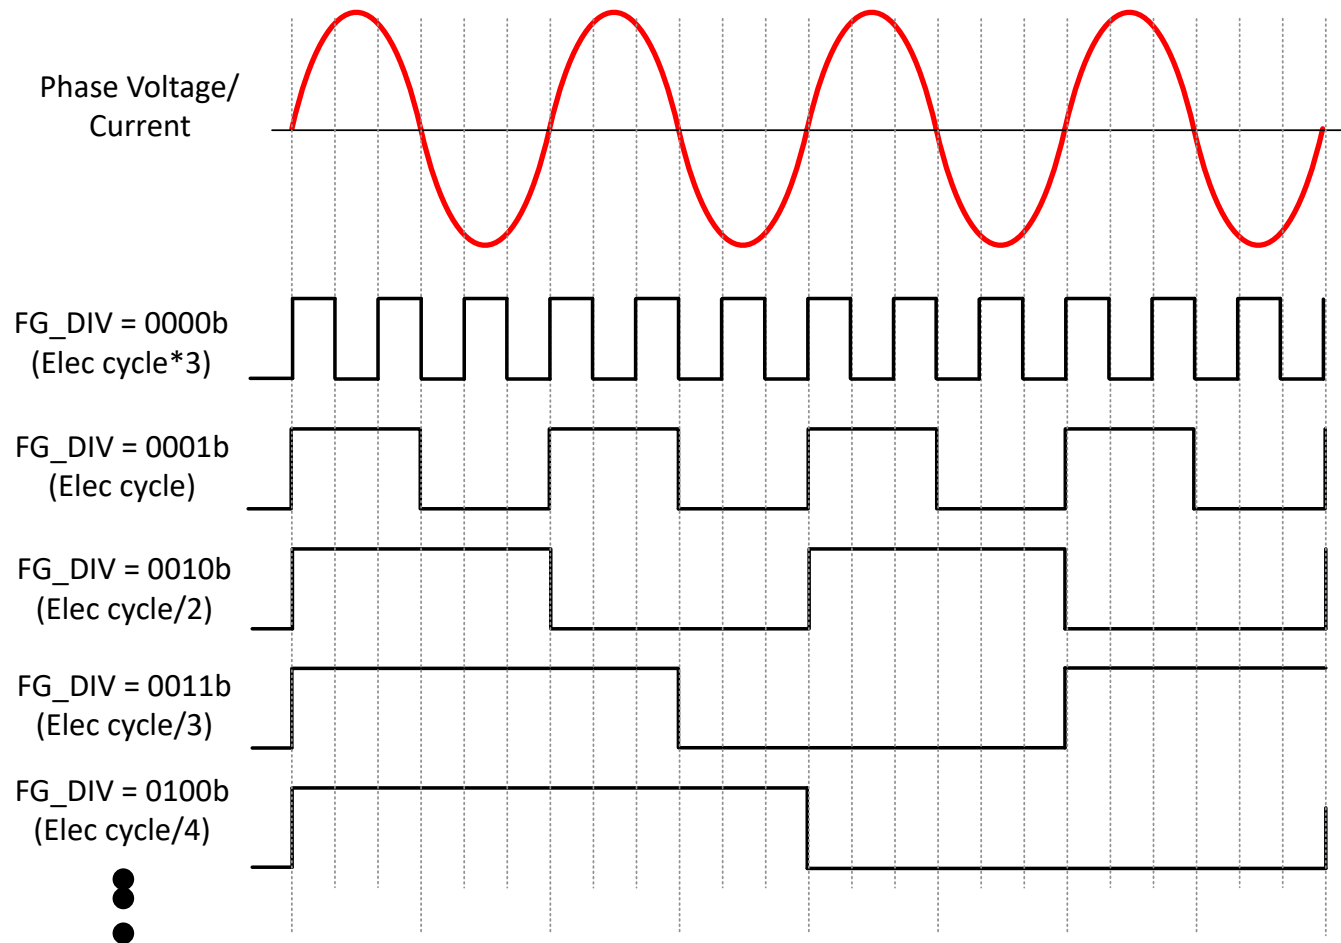 Phase Voltage/
Current
FG_DIV = 0000b
(Elec cycle*3)
FG_DIV = 0001b
(Elec cycle)
FG_DIV = 0010b
(Elec cycle/2)
FG_DIV = 0011b
(Elec cycle/3)
FG_DIV = 0100b
(Elec cycle/4)